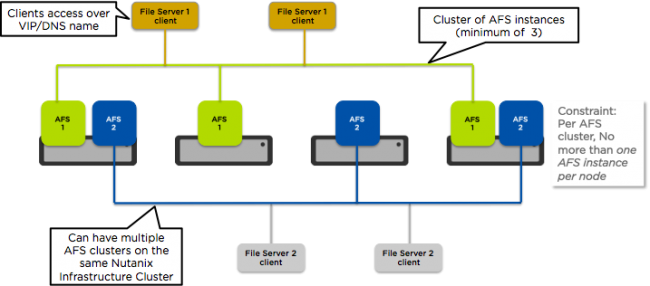 Clients access over
VIP/DNS name
File Server 1
client
File Server 1
client
Cluster of AFS instances
(minimum of 3)
AFS
1
AFS
2
AFS
1
AFS
2
AFS
1
AFS
2
Constraint:
Per AFS
cluster, No
more than one
AFS instance
per node
Can have multiple
AFS clusters on the
same Nutanix
Infrastructure Cluster
File Server 2
client
File Server 2
client